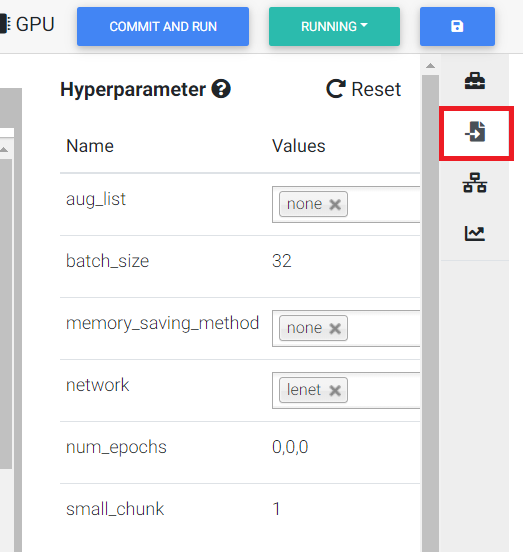 GPU COMMIT AND RUN RUNNING
Hyperparameter Reset
Name Values
aug_list none
batch_size 32
memory_saving_method none
network lenet
num_epochs 0,0,0
small_chunk 1